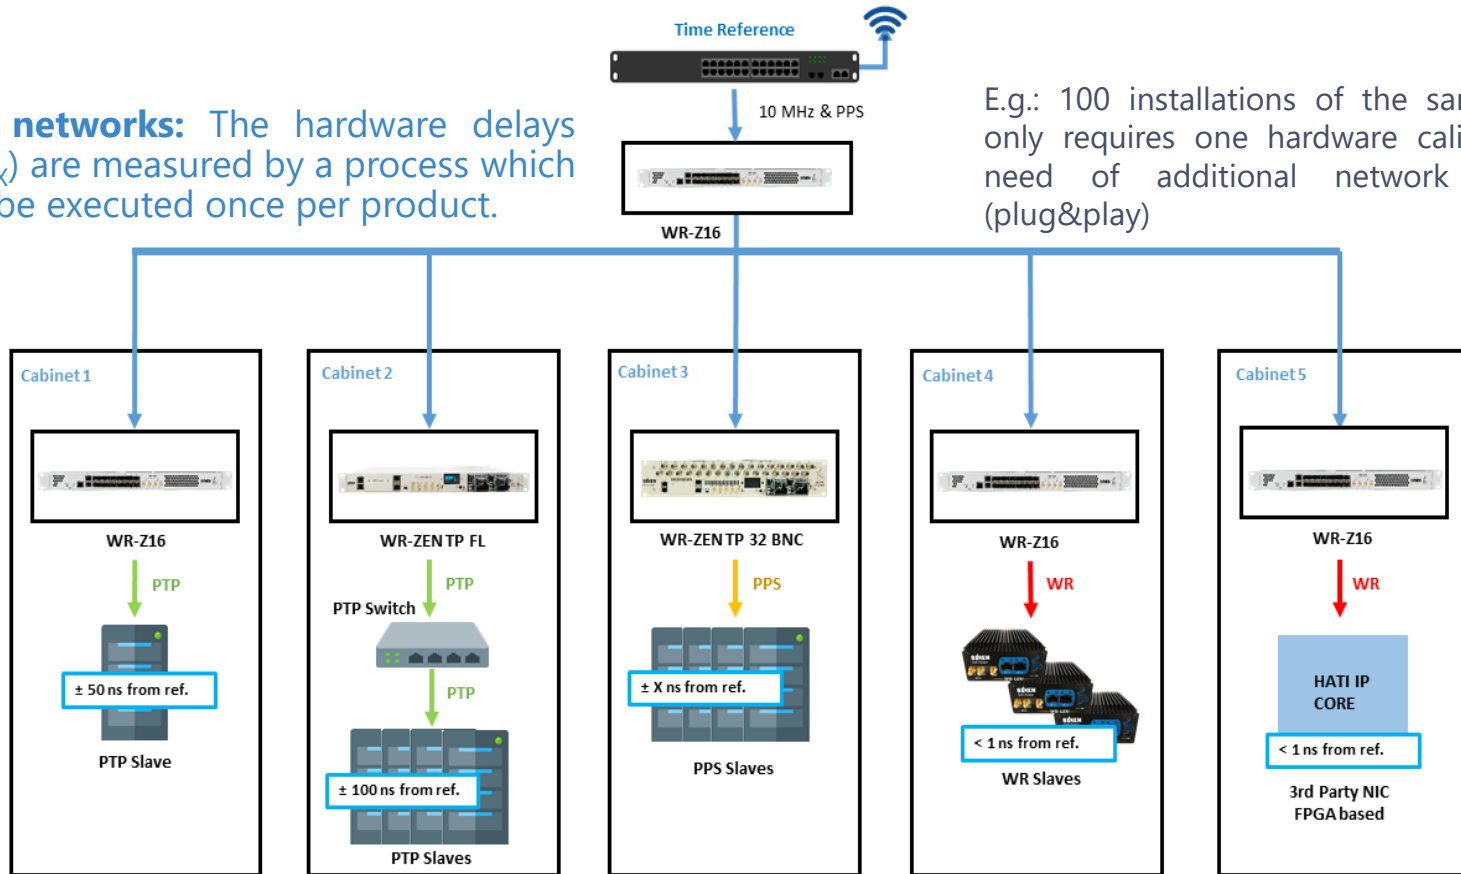 Time Reference
10 MHz & PPS
networks: The hardware delays
x) are measured by a process which
be executed once per product.
E.g.: 100 installations of the sar
only requires one hardware cali
need of additional network
(plug&play)
WR-Z16
Cabinet 1
WR-Z16
PTP
± 50 ns from ref.
PTP Slave
Cabinet 2
WR-ZEN TP FL
PTP
PTP Switch
PTP
± 100 ns from ref.
PTP Slaves
Cabinet 3
WR-ZEN TP 32 BNC
PPS
± X ns from ref.
PPS Slaves
Cabinet 4
WR-Z16
WR
< 1 ns from ref.
WR Slaves
Cabinet 5
WR-Z16
WR
HATI IP
CORE
< 1 ns from ref.
3rd Party NIC
FPGA based